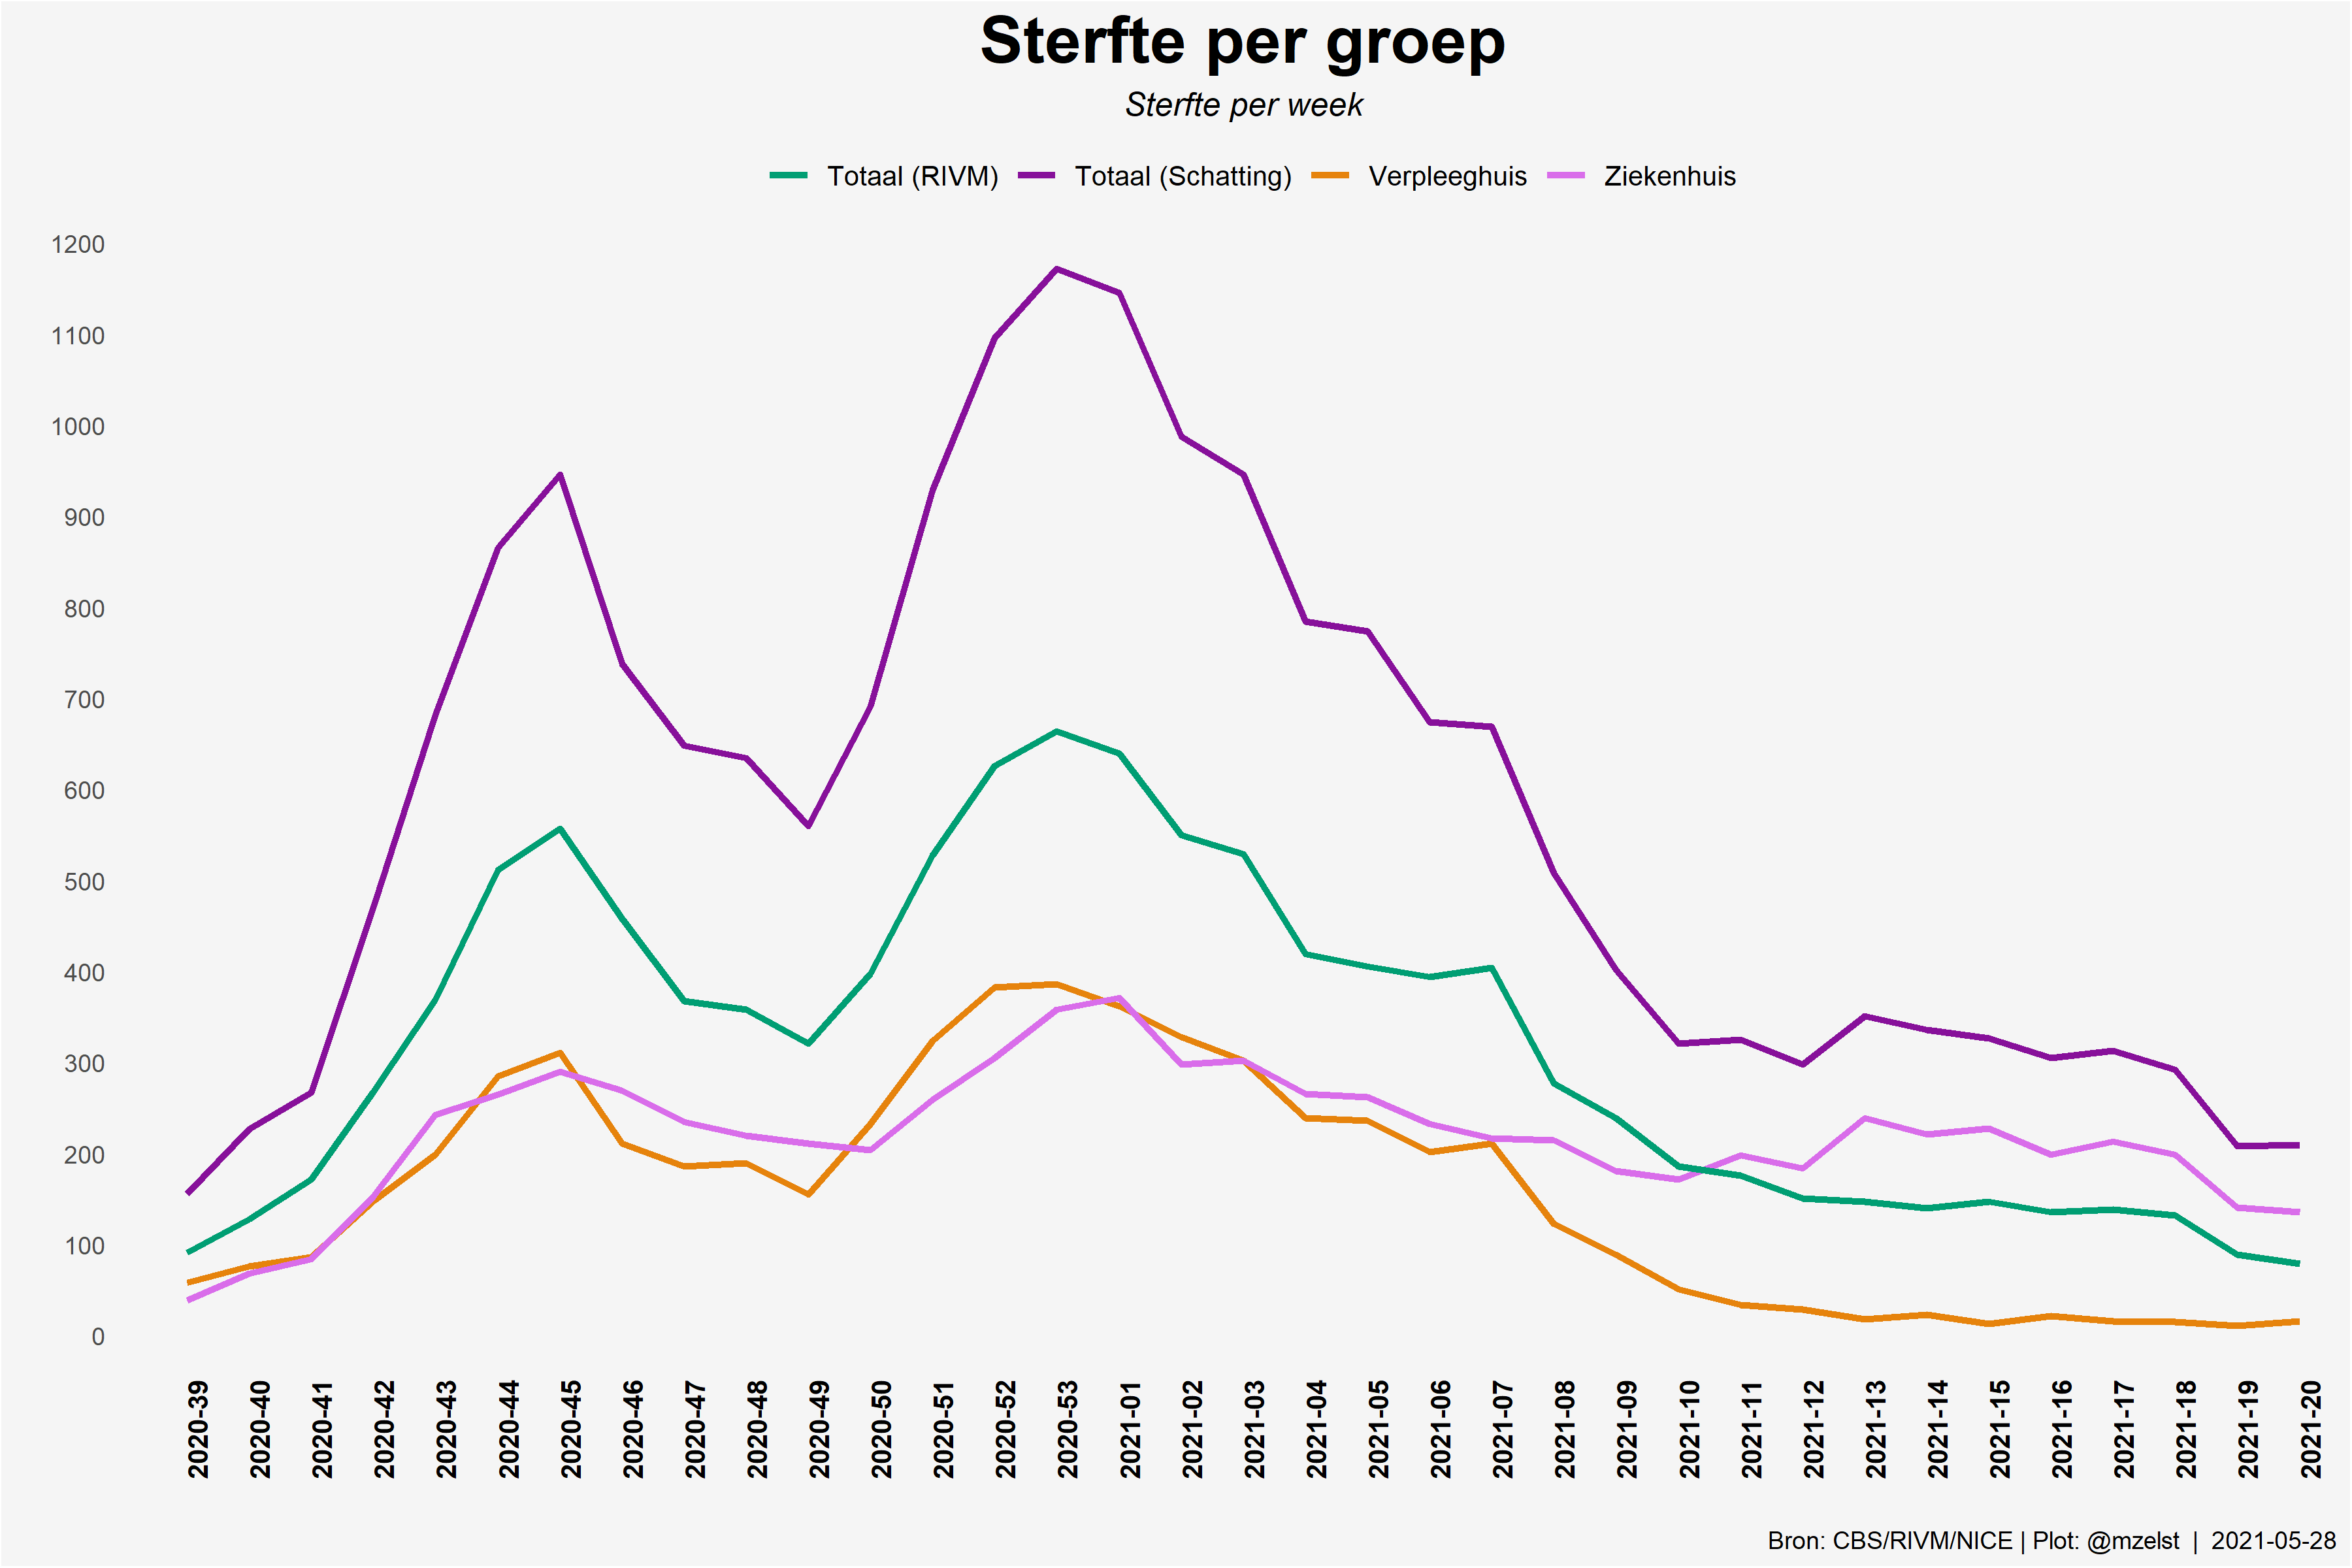 Sterfte per groep
Sterfte per week
Totaal (RIVM) Totaal (Schatting) Verpleeghuis Ziekenhuis
1200
1100
1000
900
800
700
600
500
400
300
200
100
0
2020-39 2020-40 2020-41 2020-42 2020-43 2020-44 2020-45 2020-46 2020-47 2020-48 2020-49 2020-50 2020-51 2020-52 2020-53 2021-01 2021-02 2021-03 2021-04 2021-05 2021-06 2021-07 2021-08 2021-09 2021-10 2021-11 2021-12 2021-13 2021-14 2021-15 2021-16 2021-17 2021-18 2021-19 2021-20
Bron: CBS/RIVM/NICE | Plot: @mzelst | 2021-05-28